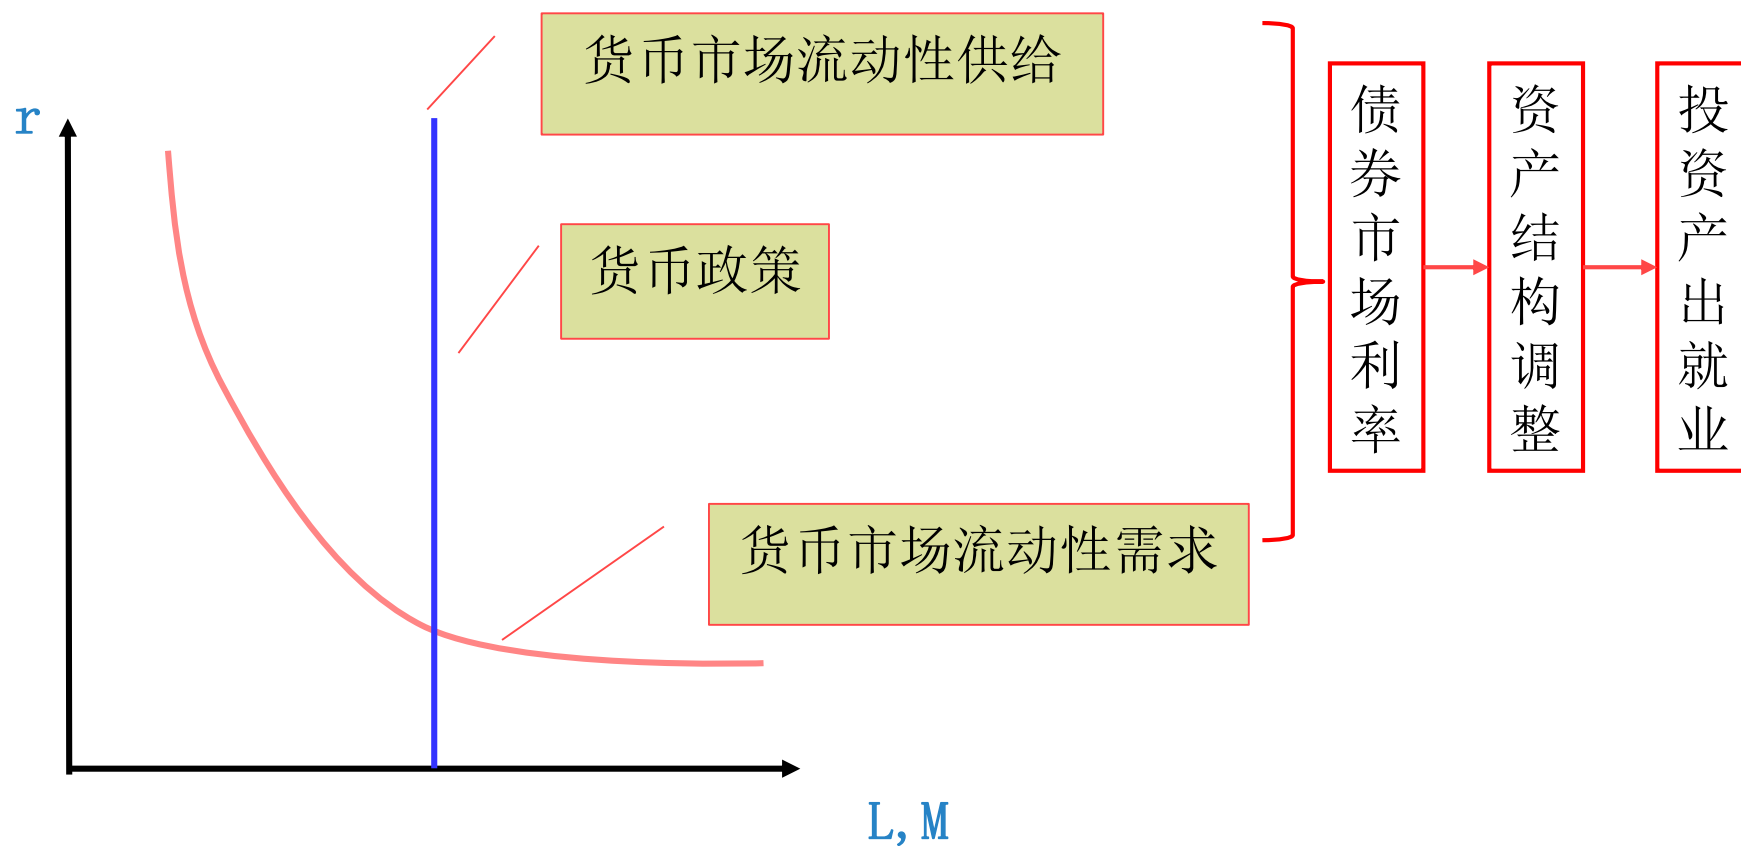 货币市场流动性供给
r
货币政策
货币市场流动性需求
L,M
债券市场利率
资产结构调整
投资产出就业